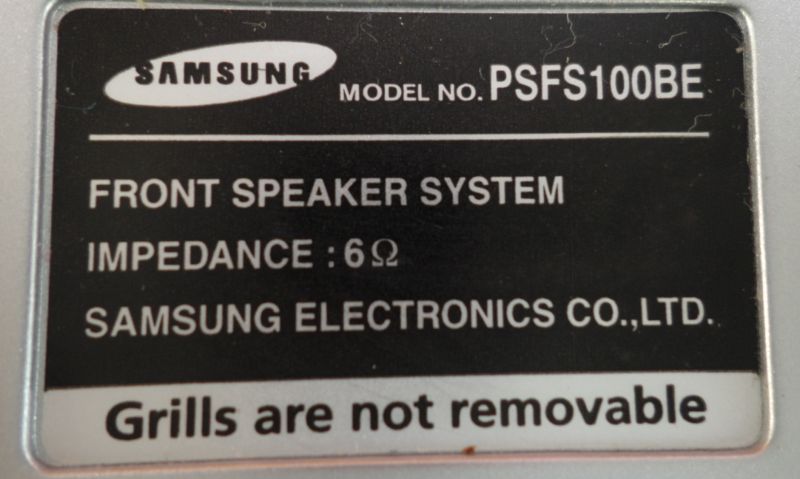 SAMSUNG MODEL NO. PSFS100BE
FRONT SPEAKER SYSTEM
IMPEDANCE : 6Ω
SAMSUNG ELECTRONICS CO.,LTD.
Grills are not removable